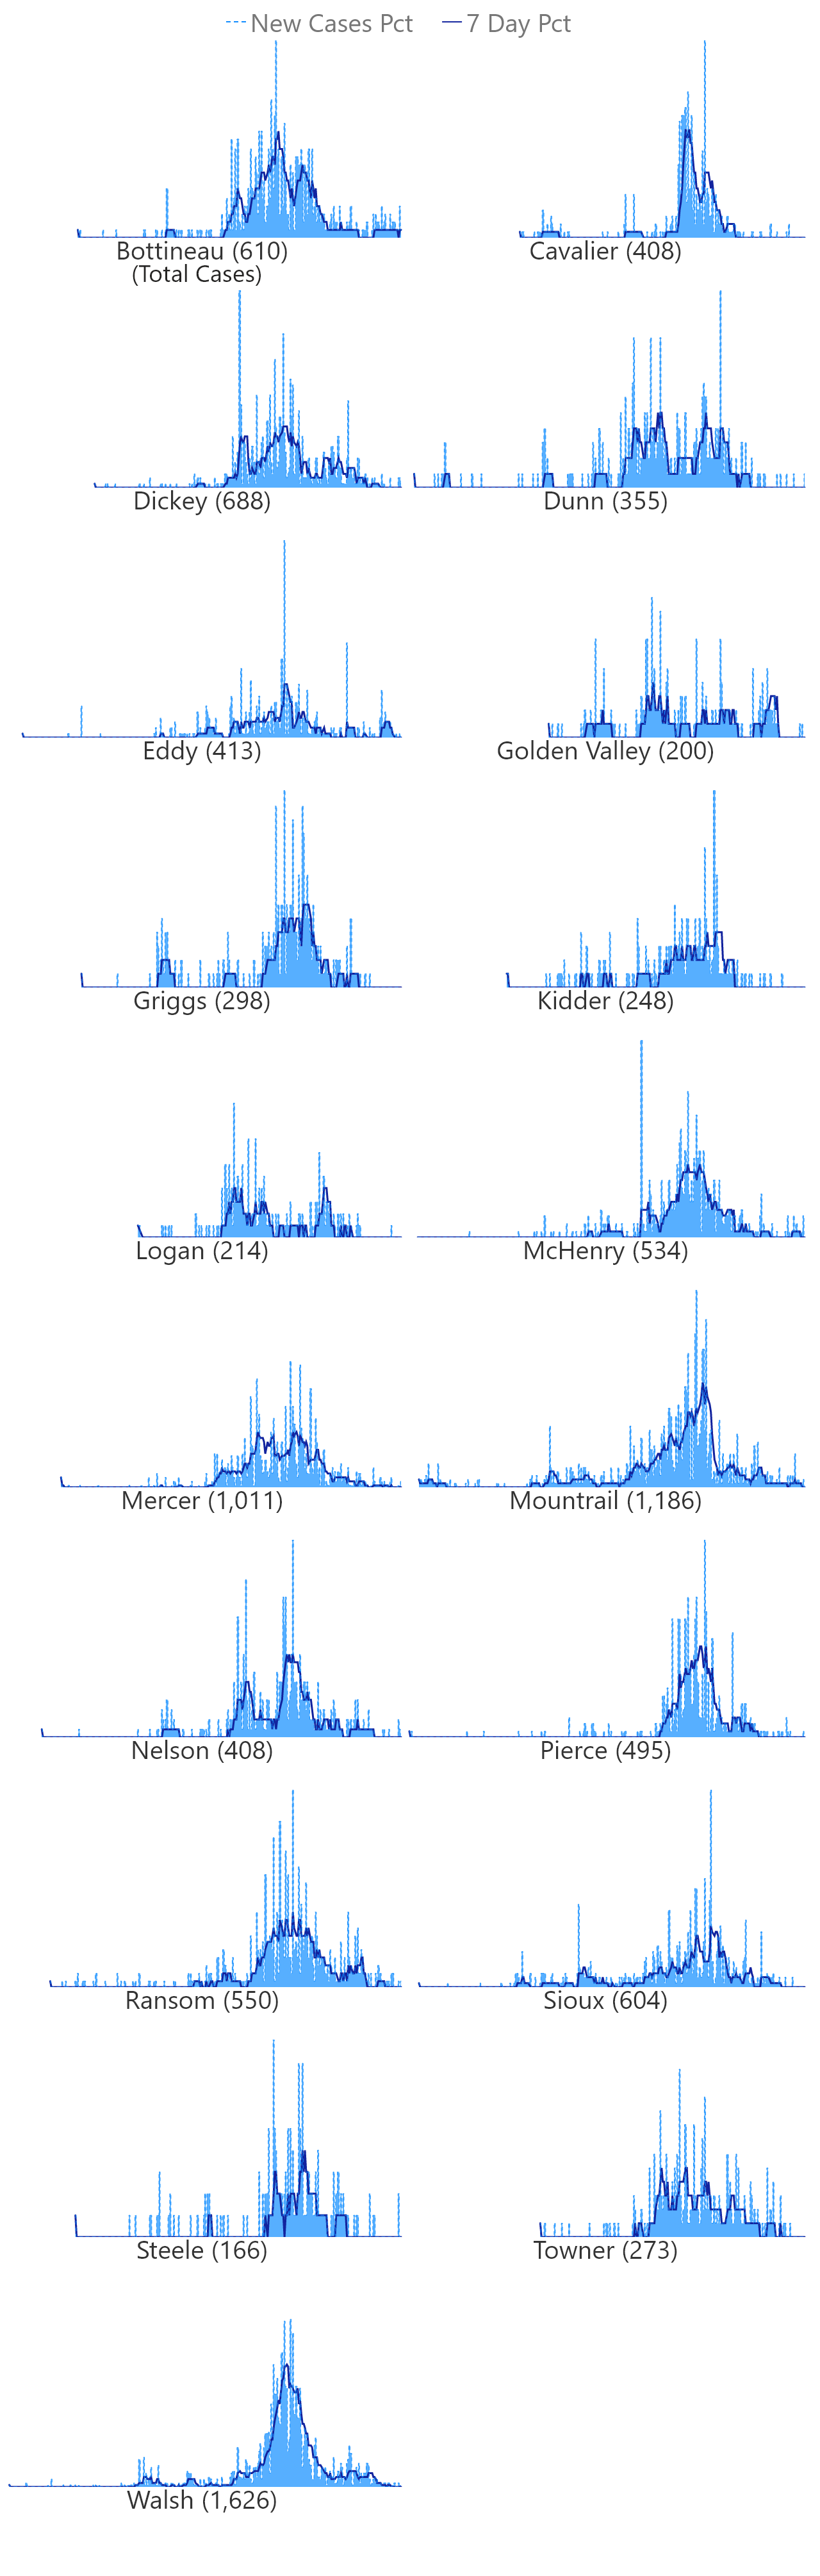 New Cases Pct 7 Day Pct
Bottineau (610) Cavalier (408)
(Total Cases)
Dickey (688) Dunn (355)
Eddy (413) Golden Valley (200)
Griggs (298) Kidder (248)
Logan (214) McHenry (534)
Mercer (1,011) Mountrail (1,186)
Nelson (408) Pierce (495)
Ransom (550) Sioux (604)
Steele (166) Towner (273)
Walsh (1,626)